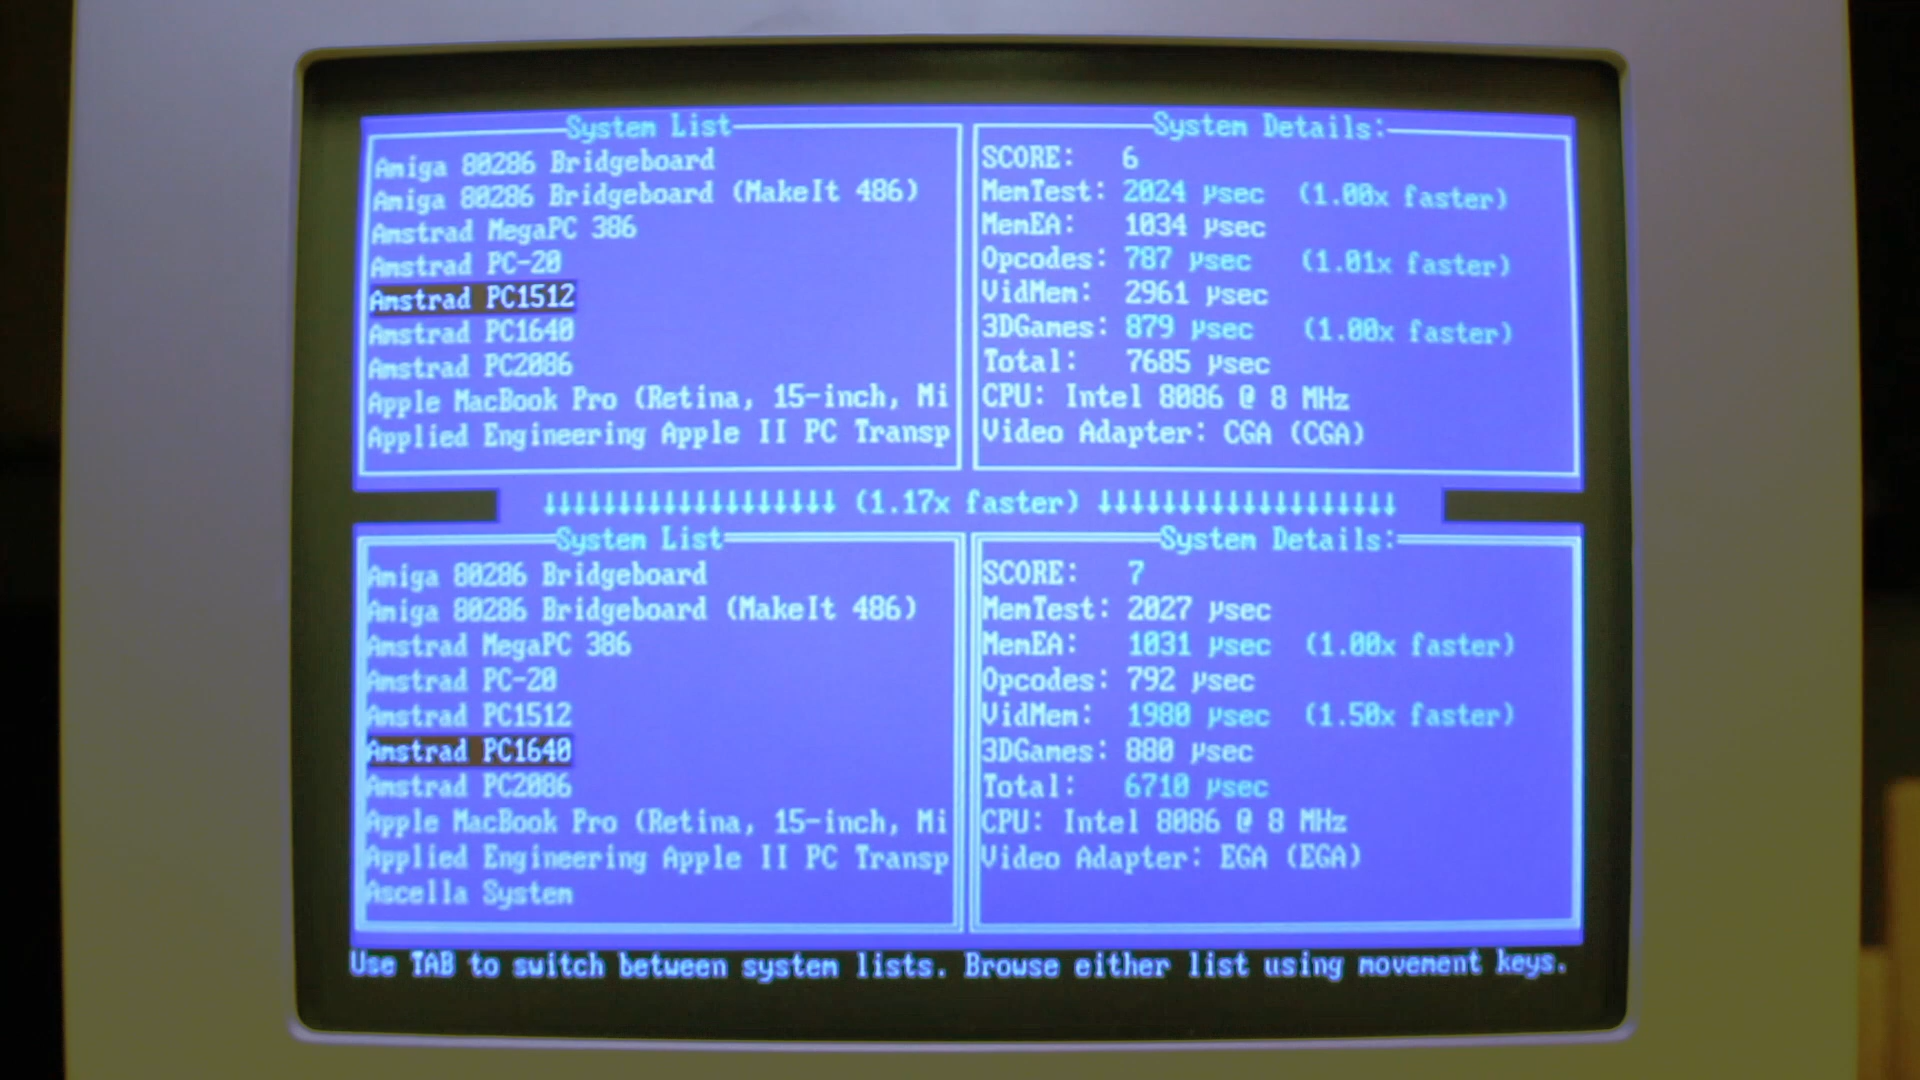 System List
Amiga 80286 Bridgeboard
Amiga 80286 Bridgeboard (MakeIt 486)
Amstrad MegaPC 386
Amstrad PC-20
Amstrad PC1512
Amstrad PC1640
Amstrad PC2086
Apple MacBook Pro (Retina, 15-inch, Mi
Applied Engineering Apple II PC Transp
System Details:
SCORE: 6
MemTest: 2024 µsec (1.00x faster)
MemEA: 1034 µsec
Opcodes: 787 µsec (1.01x faster)
VidMem: 2961 µsec
3DGames: 879 µsec (1.00x faster)
Total: 7685 µsec
CPU: Intel 8086 @ 8 MHz
Video Adapter: CGA (CGA)
↓↓↓↓↓↓↓↓↓↓↓↓↓↓↓↓↓↓↓↓ (1.17x faster) ↓↓↓↓↓↓↓↓↓↓↓↓↓↓↓↓↓↓↓↓
System List
Amiga 80286 Bridgeboard
Amiga 80286 Bridgeboard (MakeIt 486)
Amstrad MegaPC 386
Amstrad PC-20
Amstrad PC1512
Amstrad PC1640
Amstrad PC2086
Apple MacBook Pro (Retina, 15-inch, Mi
Applied Engineering Apple II PC Transp
Ascella System
System Details:
SCORE: 7
MemTest: 2027 µsec
MemEA: 1031 µsec (1.00x faster)
Opcodes: 792 µsec
VidMem: 1980 µsec (1.50x faster)
3DGames: 880 µsec
Total: 6710 µsec
CPU: Intel 8086 @ 8 MHz
Video Adapter: EGA (EGA)
Use TAB to switch between system lists. Browse either list using movement keys.